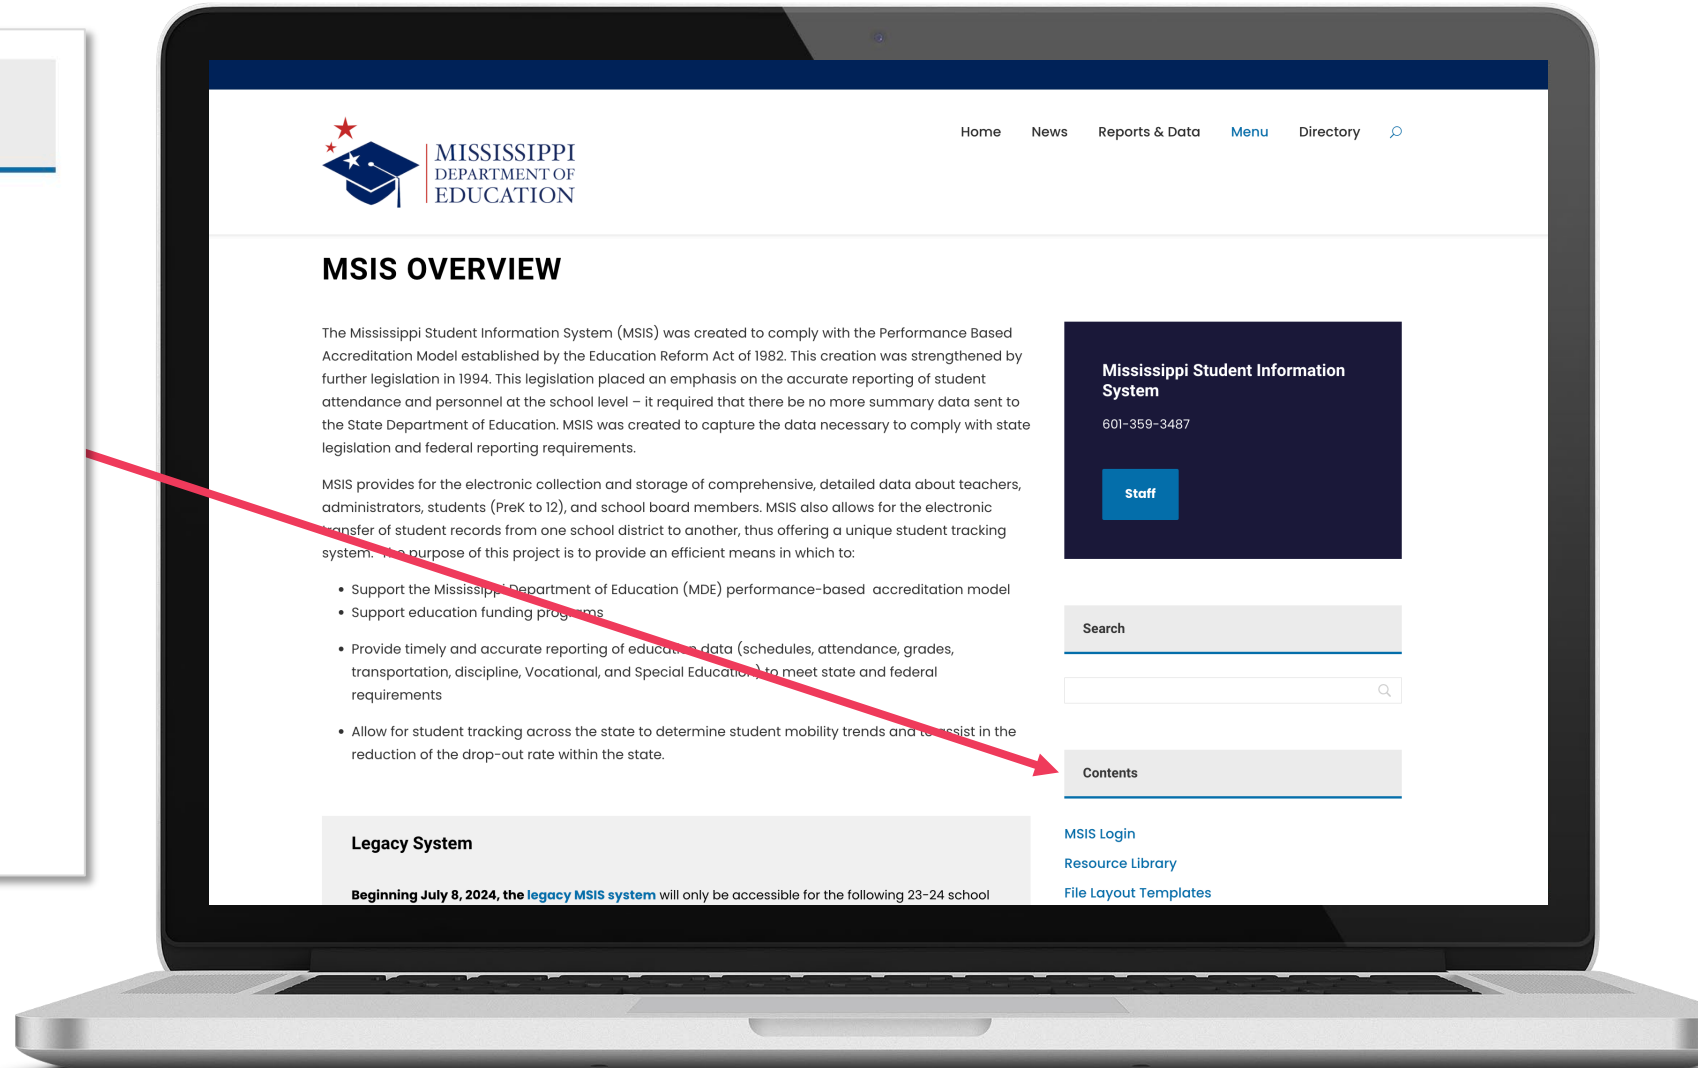 MISSISSIPPI
DEPARTMENT OF
EDUCATION
Home News Reports & Data Menu Directory
MSIS OVERVIEW
The Mississippi Student Information System (MSIS) was created to comply with the Performance Based
Accreditation Model established by the Education Reform Act of 1982. This creation was strengthened by
further legislation in 1994. This legislation placed an emphasis on the accurate reporting of student
attendance and personnel at the school level – it required that there be no more summary data sent to
the State Department of Education. MSIS was created to capture the data necessary to comply with state
legislation and federal reporting requirements.
MSIS provides for the electronic collection and storage of comprehensive, detailed data about teachers,
administrators, students (PreK to 12), and school board members. MSIS also allows for the electronic
transfer of student records from one school district to another, thus offering a unique student tracking
system. The purpose of this project is to provide an efficient means in which to:
• Support the Mississippi Department of Education (MDE) performance-based accreditation model
• Support education funding programs
• Provide timely and accurate reporting of education data (schedules, attendance, grades,
transportation, discipline, Vocational, and Special Education) to meet state and federal
requirements
• Allow for student tracking across the state to determine student mobility trends and to assist in the
reduction of the drop-out rate within the state.
Legacy System
Beginning July 8, 2024, the legacy MSIS system will only be accessible for the following 23-24 school
Mississippi Student Information
System
601-359-3487
Staff
Search
Contents
MSIS Login
Resource Library
File Layout Templates